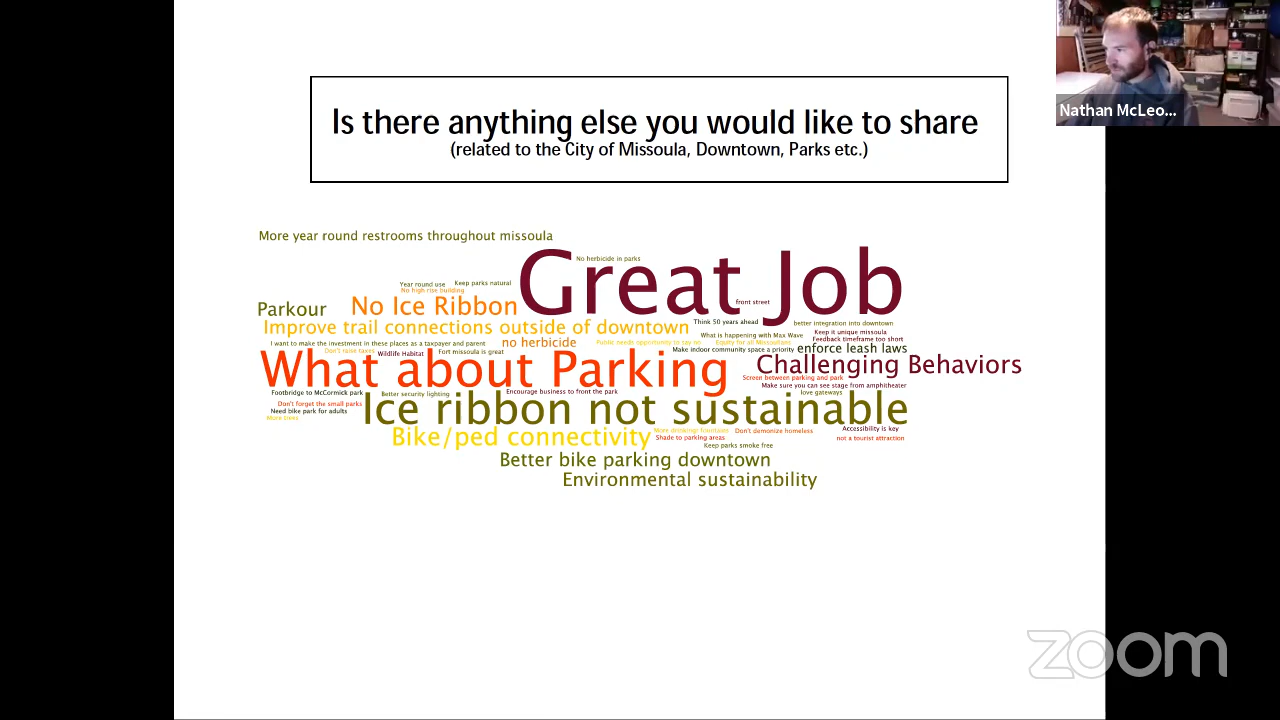 Nathan McLeo...
Is there anything else you would like to share
(related to the City of Missoula, Downtown, Parks etc.)
More year round restrooms throughout missoula
Great Job
No herbicide in parks
Year round use
Keep parks natural
No high rise building
front street
Parkour
No Ice Ribbon
Think 50 years ahead
better integration into downtown
Improve trail connections outside of downtown
Keep it unique missoula
What is happening with Max Wave
Feedback timeframe too short
I want to make the investment in these places as a taxpayer and parent
no herbicide
Public needs opportunity to say no
Equity for all Missoulians
Don't raise taxes
Wildlife Habitat
Fort missoula is great
Make indoor community space a priority
enforce leash laws
What about Parking
Challenging Behaviors
Screen between parking and park
Make sure you can see stage from amphitheater
Footbridge to McCormick park
Better security lighting
Encourage business to front the park
love gateways
Don't forget the small parks
Need bike park for adults
More trees
Ice ribbon not sustainable
Bike/ped connectivity
More drinking fountains
Don't demonize homeless
Accessibility is key
Shade to parking areas
not a tourist attraction
Keep parks smoke free
Better bike parking downtown
Environmental sustainability
zoom